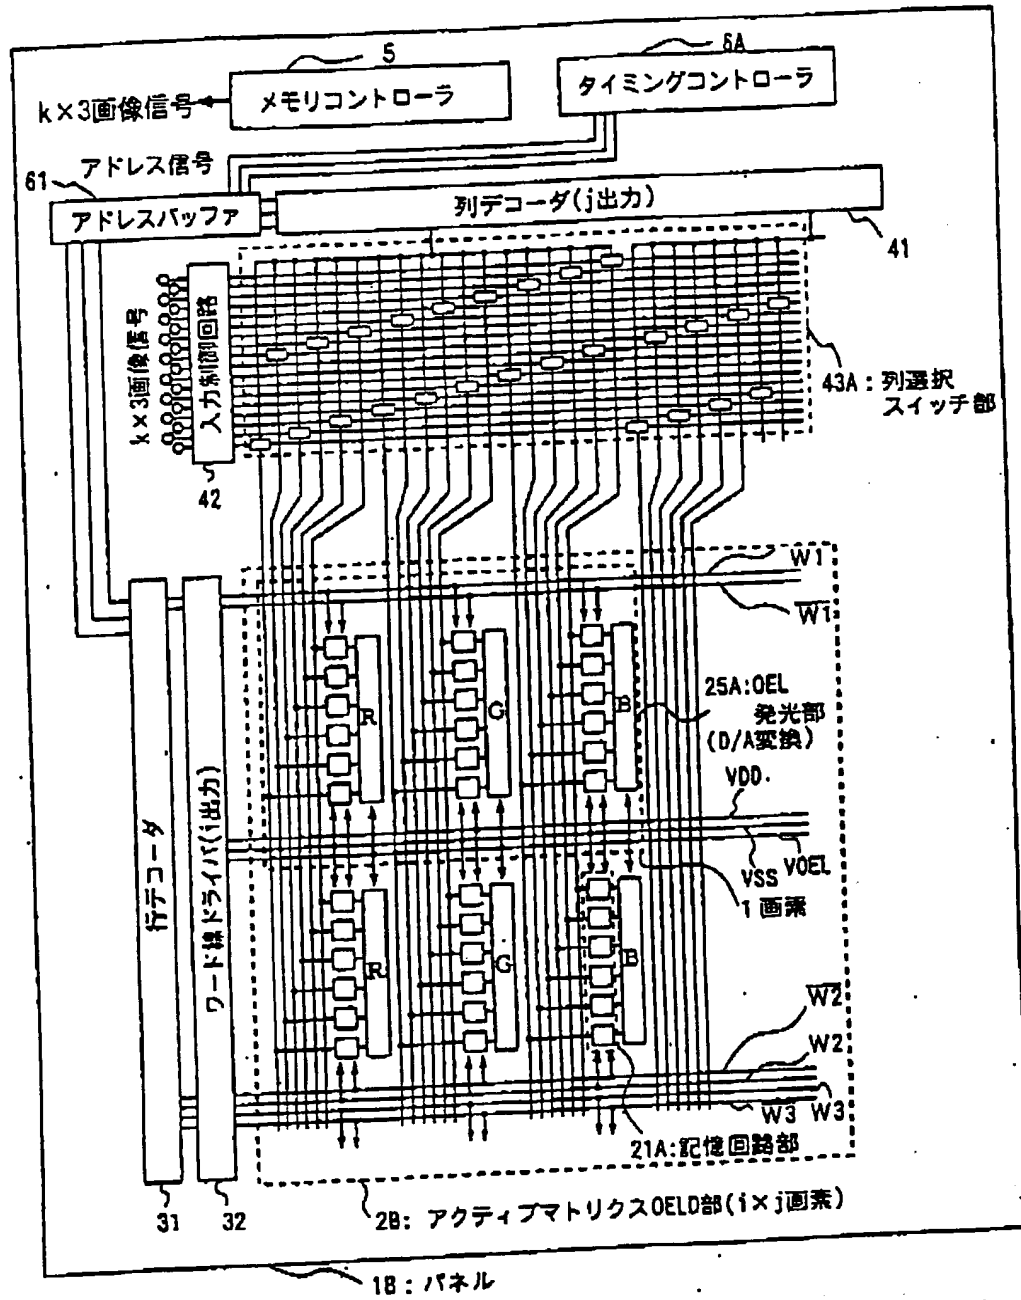 5
6A
メモリコントローラ
タイミングコントローラ
k×3画像信号
アドレス信号
61
アドレスバッファ
列デコーダ(j出力)
41
k×3画像信号
入力制御回路
42
43A:列選択
スイッチ部
W1
W1
25A:OEL
発光部
(D/A変換)
R
G
B
VDD
VSS
VOEL
1画素
行デコーダ
ワード線ドライバ(i出力)
R
G
B
W2
W2
W3
W3
21A:記憶回路部
31
32
2B:アクティブマトリクスOELD部(i×j画素)
1B:パネル